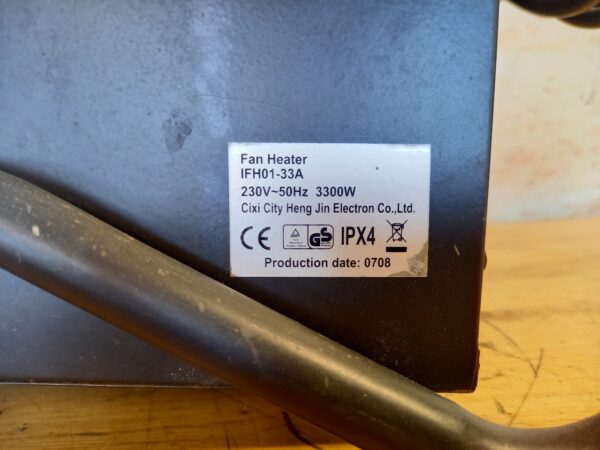 Fan Heater
IFH01-33A
230V~50Hz 3300W
Cixi City Heng Jin Electron Co.,Ltd.
CE GS IPX4
Production date: 0708